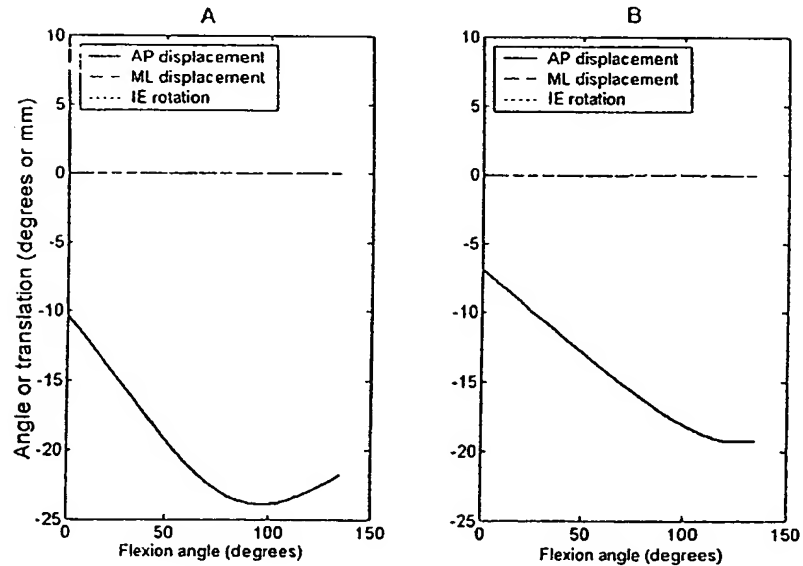 A
10
5
0
-5
-10
-15
-20
-25
0
50
100
150
AP displacement
ML displacement
IE rotation
Angle or translation (degrees or mm)
Flexion angle (degrees)
B
10
5
0
-5
-10
-15
-20
-25
0
50
100
150
AP displacement
ML displacement
IE rotation
Flexion angle (degrees)